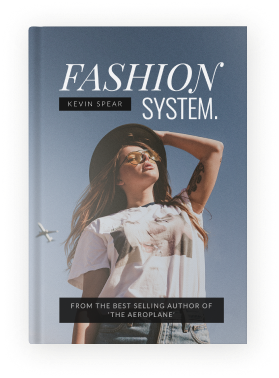 FASHION
KEVIN SPEAR
SYSTEM.
FROM THE BEST SELLING AUTHOR OF
'THE AEROPLANE'